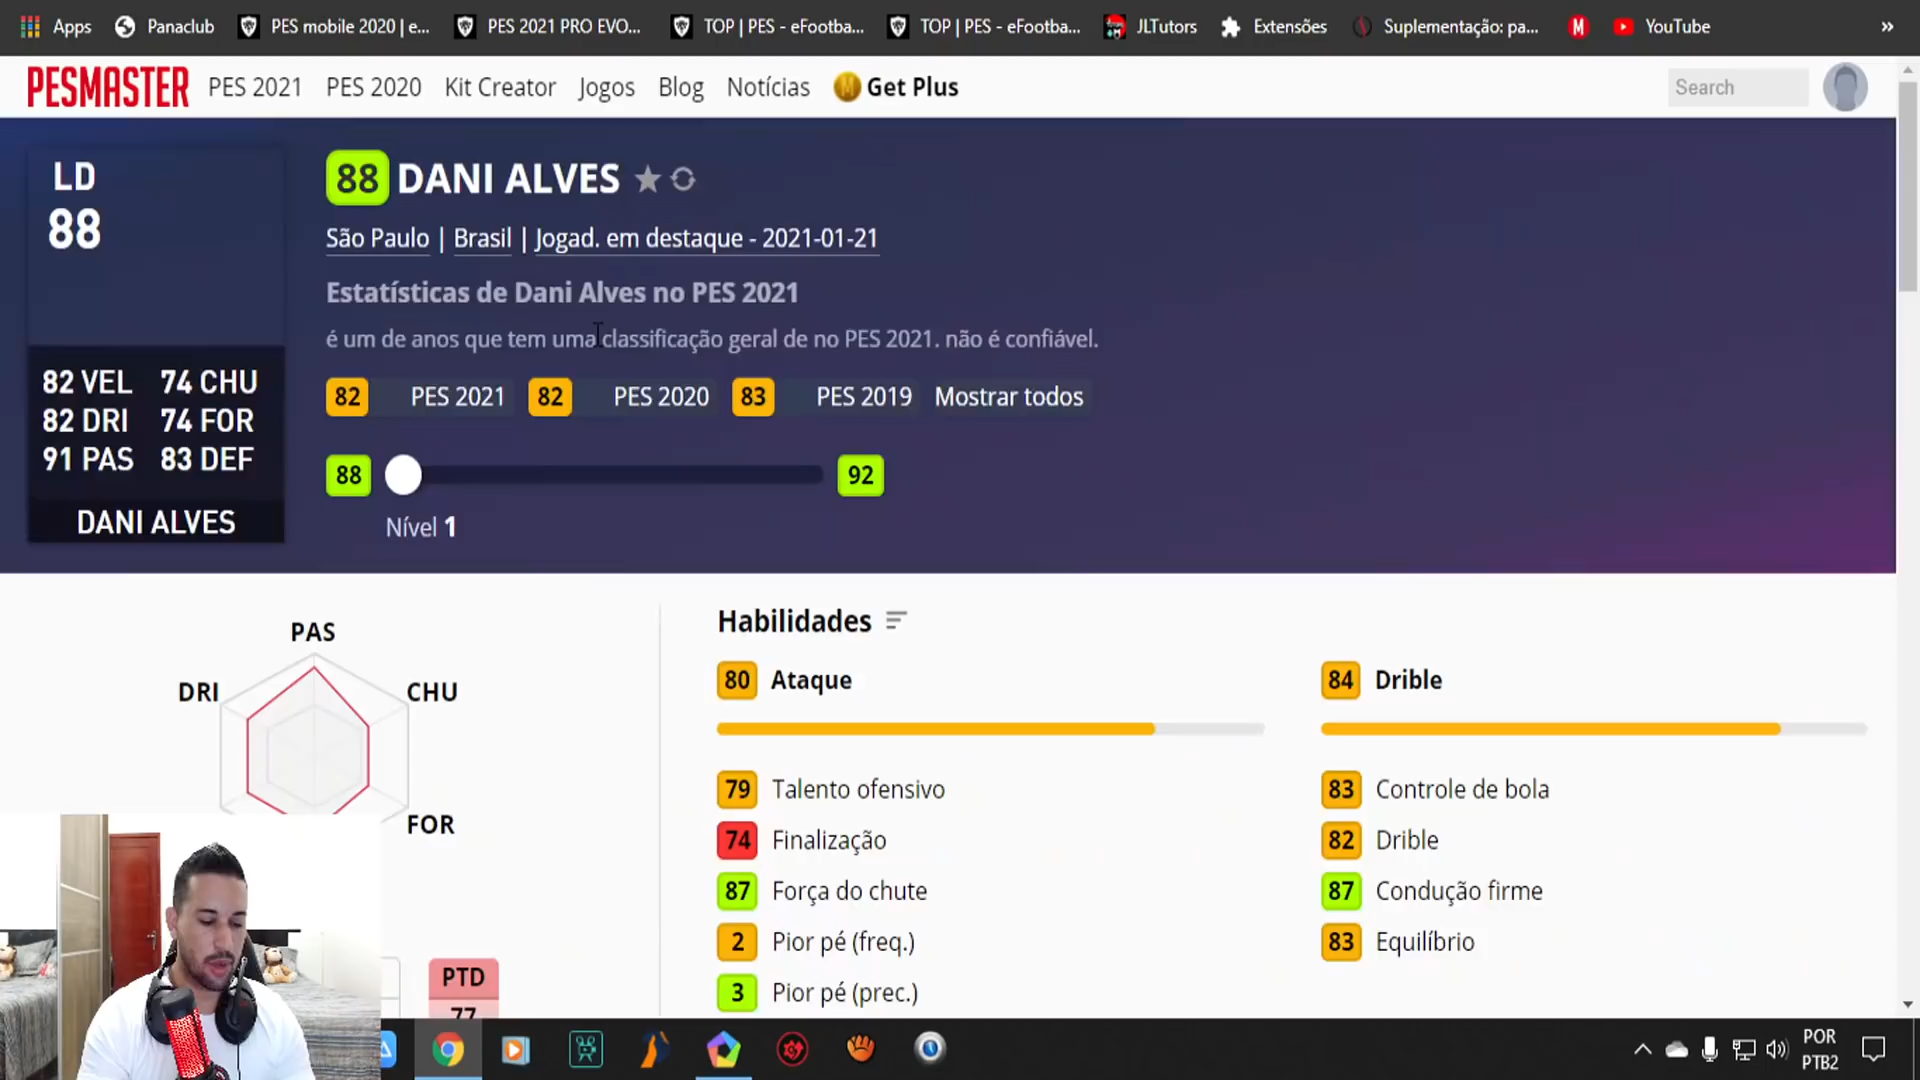 Apps Panaclub PES mobile 2020 | e... PES 2021 PRO EVO... TOP | PES - eFootba... TOP | PES - eFootba... JLTutors Extensões Suplementação: pa... M YouTube »
PESMASTER PES 2021 PES 2020 Kit Creator Jogos Blog Notícias Get Plus Search
LD
88
82 VEL 74 CHU
82 DRI 74 FOR
91 PAS 83 DEF
DANI ALVES
88 DANI ALVES
São Paulo | Brasil | Jogad. em destaque - 2021-01-21
Estatísticas de Dani Alves no PES 2021
é um de anos que tem uma classificação geral de no PES 2021. não é confiável.
82 PES 2021 82 PES 2020 83 PES 2019 Mostrar todos
88 92
Nível 1
PAS
DRI CHU
FOR
PTD
77
Habilidades
80 Ataque
79 Talento ofensivo
74 Finalização
87 Força do chute
2 Pior pé (freq.)
3 Pior pé (prec.)
84 Drible
83 Controle de bola
82 Drible
87 Condução firme
83 Equilíbrio
POR
PTB2